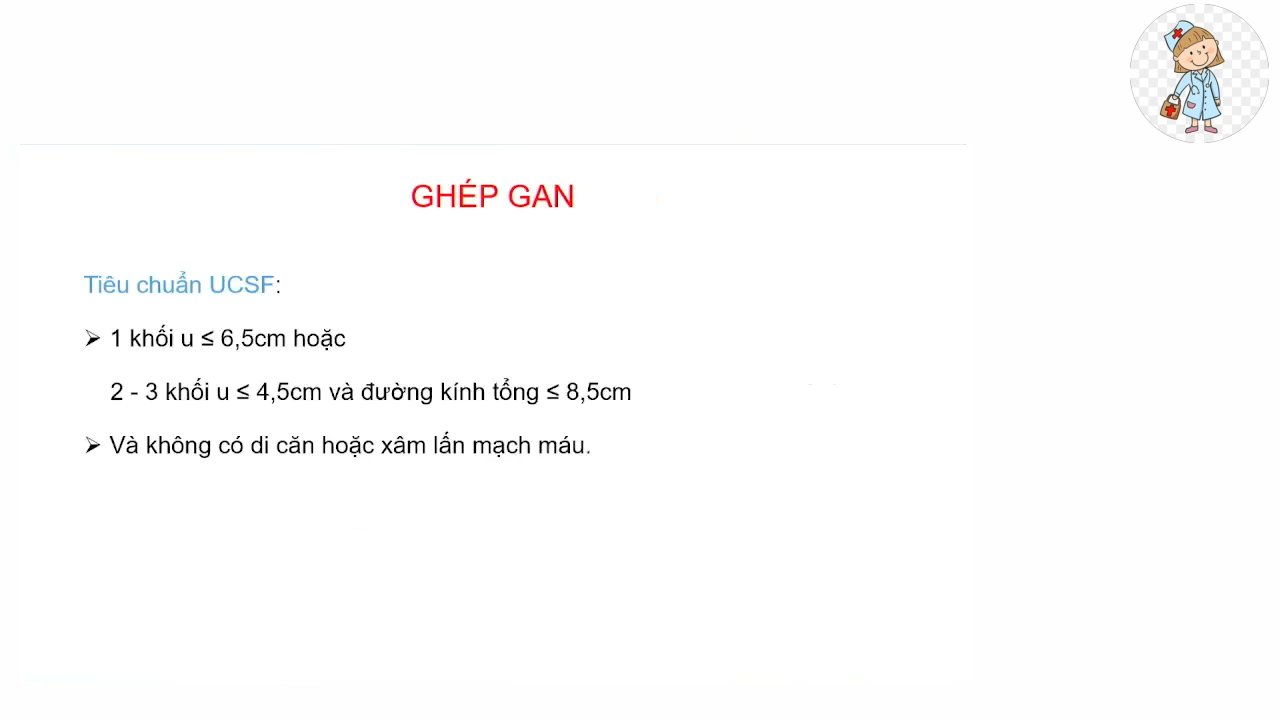 GHÉP GAN
Tiêu chuẩn UCSF:
➢ 1 khối u ≤ 6,5cm hoặc
2 - 3 khối u ≤ 4,5cm và đường kính tổng ≤ 8,5cm
➢ Và không có di căn hoặc xâm lấn mạch máu.